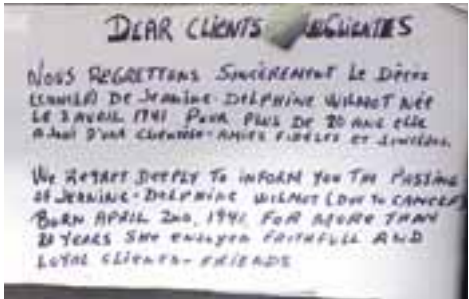 DEAR CLIENTS
NOUS REGRETTONS SINCÈREMENT LE DÉCÈS
DE JEANINE-DELPHINE WILMOT NÉE
LE 2 AVRIL 1941 POUR PLUS DE 20 ANS ELLE
D'UNE CLIENTÈLE-AMIES FIDÈLES ET
WE REGRET DEEPLY TO INFORM YOU THE PASSING
OF JEANINE-DELPHINE WILMOT (DUE TO CANCER)
BORN APRIL 2ND, 1941, FOR MORE THAN
20 YEARS SHE ENJOYED FAITHFULL AND
LOYAL CLIENTS-FRIENDS